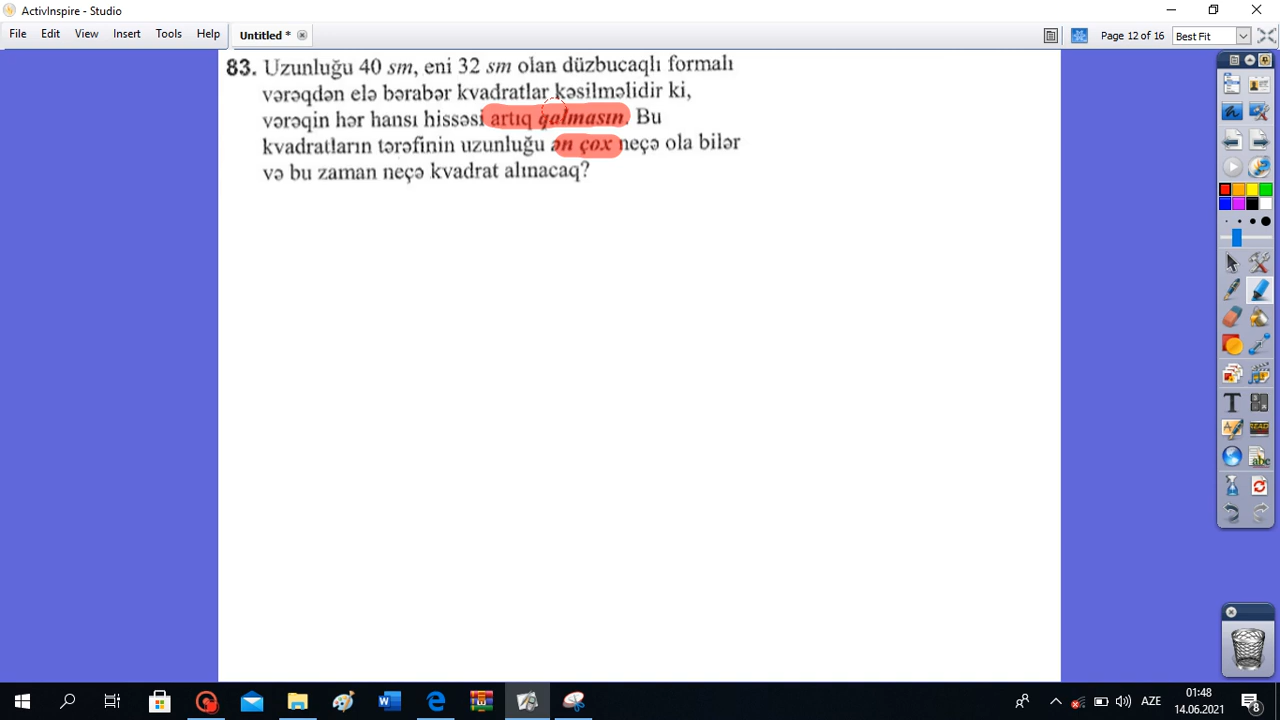 ActivInspire - Studio
File Edit View Insert Tools Help
Untitled *
Page 12 of 16
Best Fit
83. Uzunluğu 40 sm, eni 32 sm olan düzbucaqlı formalı
vərəqdən elə bərabər kvadratlar kəsilməlidir ki,
vərəqin hər hansı hissəsi artıq qalmasın. Bu
kvadratların tərəfinin uzunluğu ən çox neçə ola bilər
və bu zaman neçə kvadrat alınacaq?
AZE
01:48
14.06.2021
8